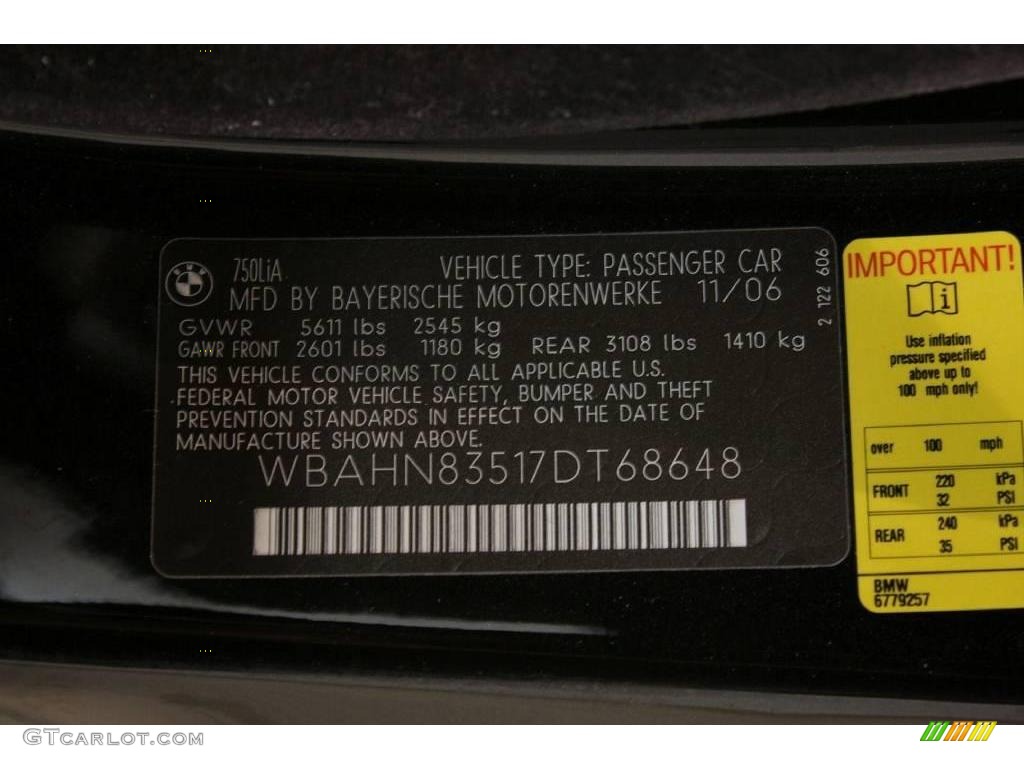 BMW
750LiA VEHICLE TYPE: PASSENGER CAR
MFD BY BAYERISCHE MOTORENWERKE 11/06
2 122 606
GVWR 5611 lbs 2545 kg
GAWR FRONT 2601 lbs 1180 kg REAR 3108 lbs 1410 kg
THIS VEHICLE CONFORMS TO ALL APPLICABLE U.S.
FEDERAL MOTOR VEHICLE SAFETY, BUMPER AND THEFT
PREVENTION STANDARDS IN EFFECT ON THE DATE OF
MANUFACTURE SHOWN ABOVE.
WBAHN83517DT68648
IMPORTANT!
i
Use inflation
pressure specified
above up to
100 mph only!
over 100 mph
FRONT 220 kPa
32 PSI
REAR 240 kPa
35 PSI
BMW
6779257
GTCARLOT.COM